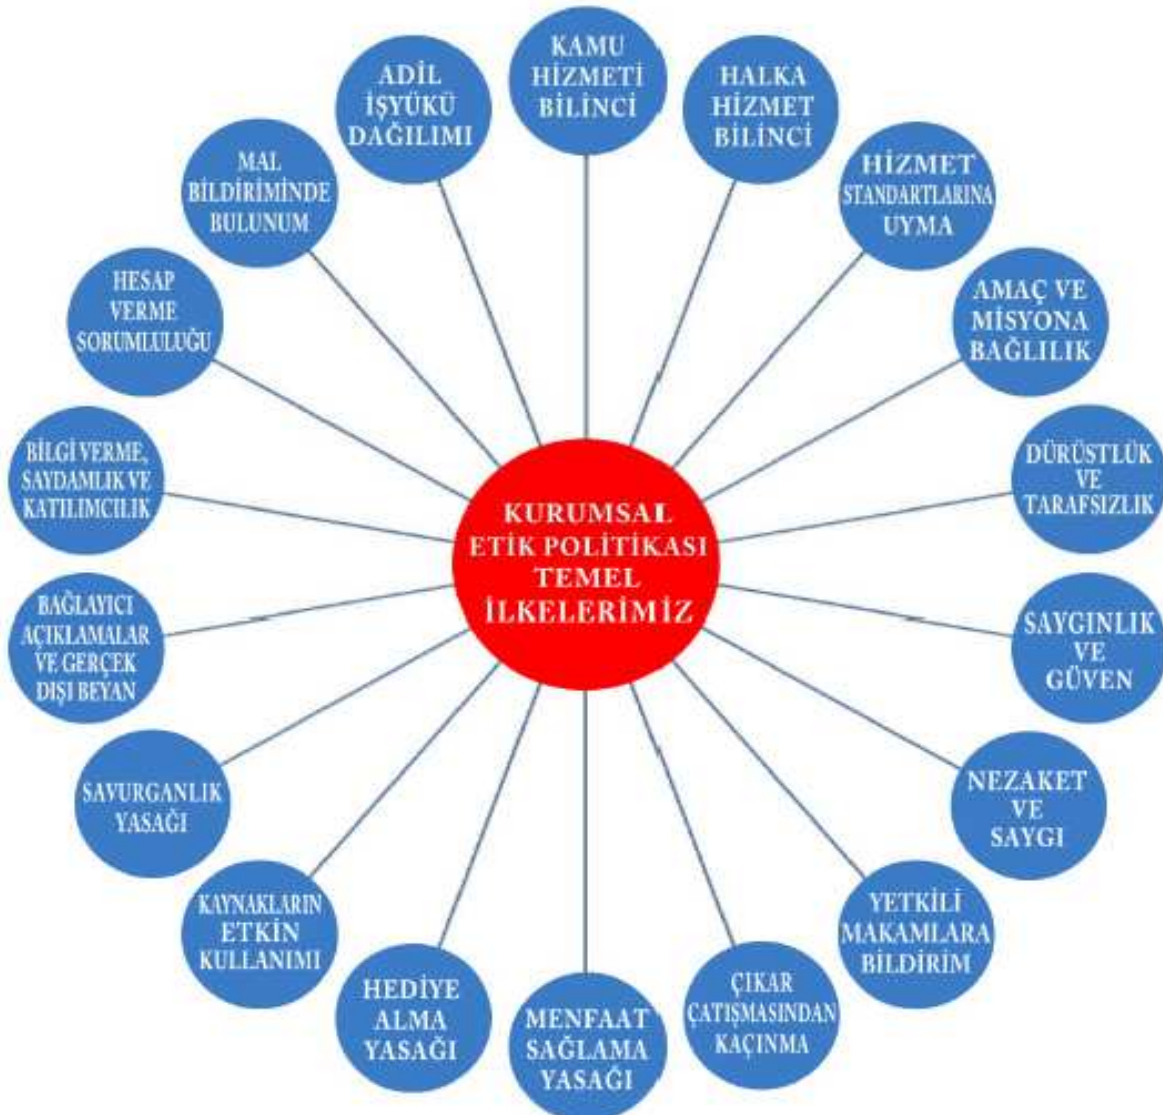 KAMU
HİZMETİ
BİLİNCİ
HALKA
HİZMET
BİLİNCİ
HİZMET
STANDARTLARINA
UYMA
AMAÇ VE
MİSYONA
BAĞLILIK
DÜRÜSTLÜK
VE
TARAFSIZLIK
SAYGINLIK
VE
GÜVEN
NEZAKET
VE
SAYGI
YETKİLİ
MAKAMLARA
BİLDİRİM
ÇIKAR
ÇATIŞMASINDAN
KAÇINMA
MENFAAT
SAĞLAMA
YASAĞI
HEDİYE
ALMA
YASAĞI
KAYNAKLARIN
ETKİN
KULLANIMI
SAVURGANLIK
YASAĞI
BAĞLAYICI
AÇIKLAMALAR
VE GERÇEK
DIŞI BEYAN
BİLGİ VERME,
SAYDAMLIK VE
KATILIMCILIK
HESAP
VERME
SORUMLULUĞU
MAL
BİLDİRİMİNDE
BULUNUM
ADİL
İŞYÜKÜ
DAĞILIMI
KURUMSAL
ETİK POLİTİKASI
TEMEL
İLKELERİMİZ